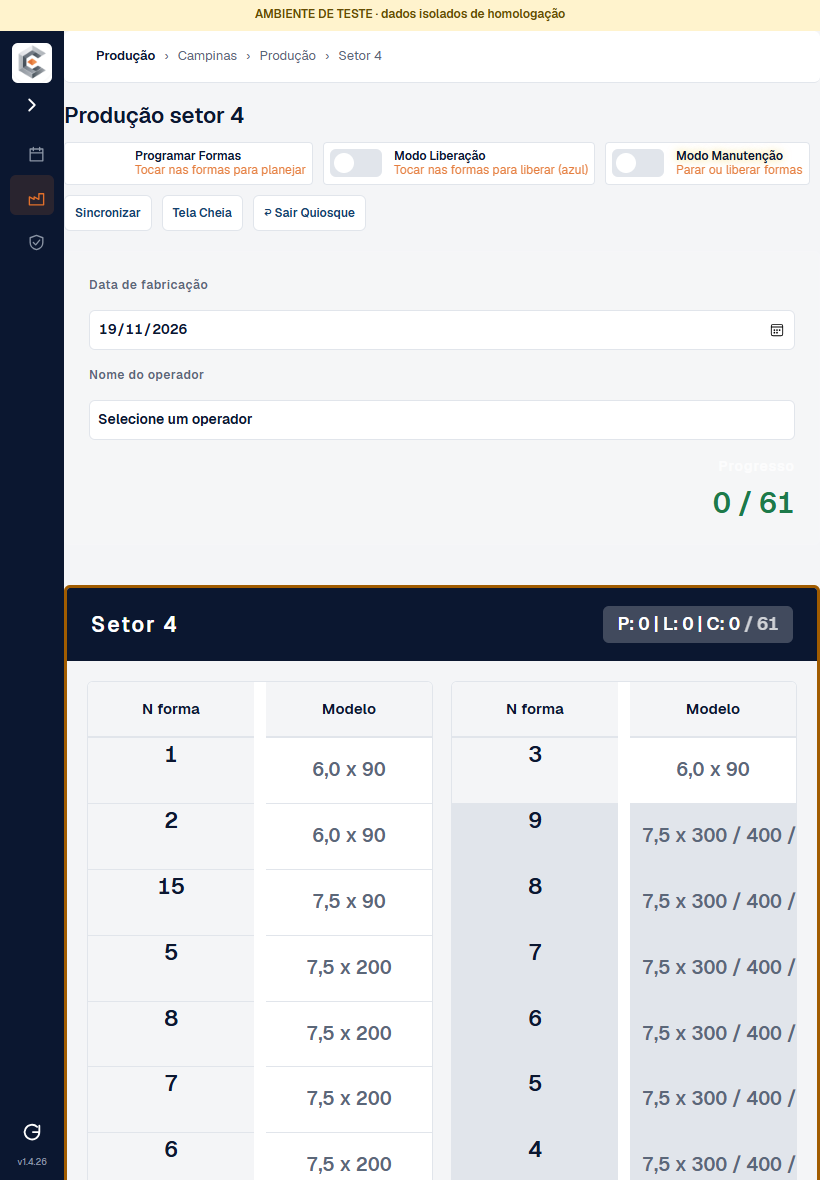 AMBIENTE DE TESTE · dados isolados de homologação
Produção › Campinas › Produção › Setor 4
Produção setor 4
Programar Formas
Tocar nas formas para planejar
Modo Liberação
Tocar nas formas para liberar (azul)
Modo Manutenção
Parar ou liberar formas
Sincronizar
Tela Cheia
Sair Quiosque
Data de fabricação
19/11/2026
Nome do operador
Selecione um operador
Progresso
0 / 61
Setor 4
P: 0 | L: 0 | C: 0 / 61
N forma Modelo N forma Modelo
1 6,0 x 90 3 6,0 x 90
2 6,0 x 90 9 7,5 x 300 / 400 /
15 7,5 x 90 8 7,5 x 300 / 400 /
5 7,5 x 200 7 7,5 x 300 / 400 /
8 7,5 x 200 6 7,5 x 300 / 400 /
7 7,5 x 200 5 7,5 x 300 / 400 /
6 7,5 x 200 4 7,5 x 300 / 400 /
v1.4.26